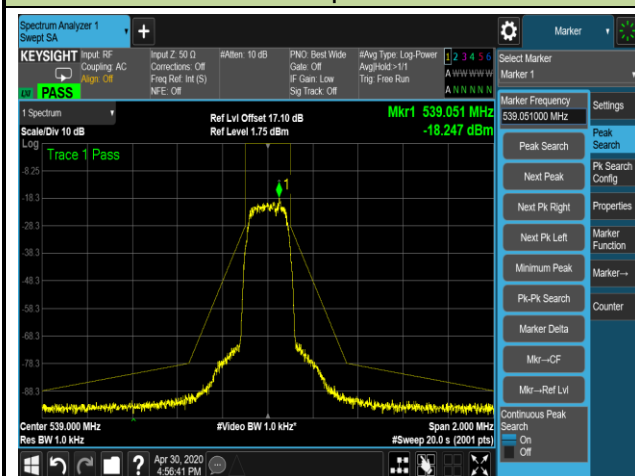 Spectrum Analyzer 1
Swept SA
Marker
KEYSIGHT
Input: RF
Coupling: AC
Align: Off
Input Z: 50 Ω
Corrections: Off
Freq Ref: Int (S)
NFE: Off
#Atten: 10 dB
PNO: Best Wide
Gate: Off
IF Gain: Low
Sig Track: Off
#Avg Type: Log-Power
Avg|Hold:>1/1
Trig: Free Run
1 2 3 4 5 6
A W W W W W
A N N N N N
PASS
Select Marker
Marker 1
1 Spectrum
Scale/Div 10 dB
Log
Ref Lvl Offset 17.10 dB
Ref Level 1.75 dBm
Mkr1 539.051 MHz
-18.247 dBm
Trace 1 Pass
1
-8.25
-18.3
-28.3
-38.3
-48.3
-58.3
-68.3
-78.3
-88.3
Center 539.000 MHz
Res BW 1.0 kHz
#Video BW 1.0 kHz*
Span 2.000 MHz
#Sweep 20.0 s (2001 pts)
Marker Frequency
539.051000 MHz
Peak Search
Next Peak
Next Pk Right
Next Pk Left
Minimum Peak
Pk-Pk Search
Marker Delta
Mkr→CF
Mkr→Ref Lvl
Continuous Peak
Search
On
Off
Settings
Peak
Search
Pk Search
Config
Properties
Marker
Function
Marker→
Counter
?
Apr 30, 2020
4:56:41 PM